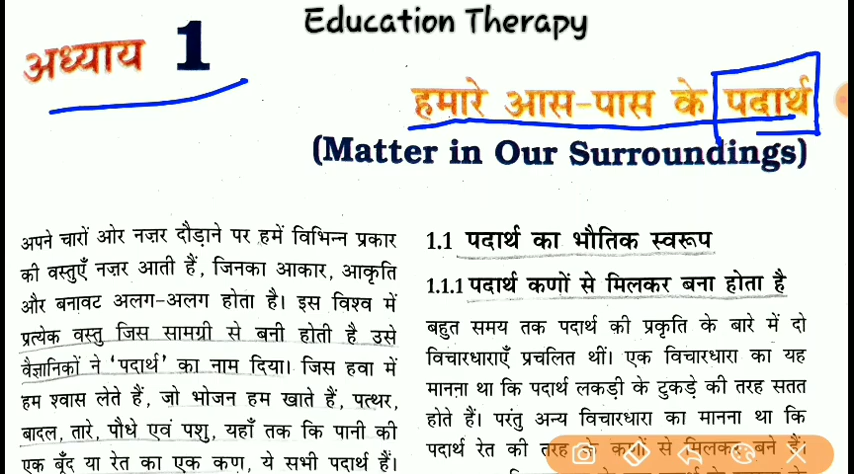 Education Therapy
अध्याय 1
हमारे आस-पास के पदार्थ
(Matter in Our Surroundings)
अपने चारों ओर नज़र दौड़ाने पर हमें विभिन्न प्रकार
की वस्तुएँ नज़र आती हैं, जिनका आकार, आकृति
और बनावट अलग-अलग होता है। इस विश्व में
प्रत्येक वस्तु जिस सामग्री से बनी होती है उसे
वैज्ञानिकों ने ‘पदार्थ’ का नाम दिया। जिस हवा में
हम श्वास लेते हैं, जो भोजन हम खाते हैं, पत्थर,
बादल, तारे, पौधे एवं पशु, यहाँ तक कि पानी की
एक बूँद या रेत का एक कण, ये सभी पदार्थ हैं।
1.1 पदार्थ का भौतिक स्वरूप
1.1.1 पदार्थ कणों से मिलकर बना होता है
बहुत समय तक पदार्थ की प्रकृति के बारे में दो
विचारधाराएँ प्रचलित थीं। एक विचारधारा का यह
मानना था कि पदार्थ लकड़ी के टुकड़े की तरह सतत
होते हैं। परंतु अन्य विचारधारा का मानना था कि
पदार्थ रेत की तरह के कणों से मिलकर बने हैं।